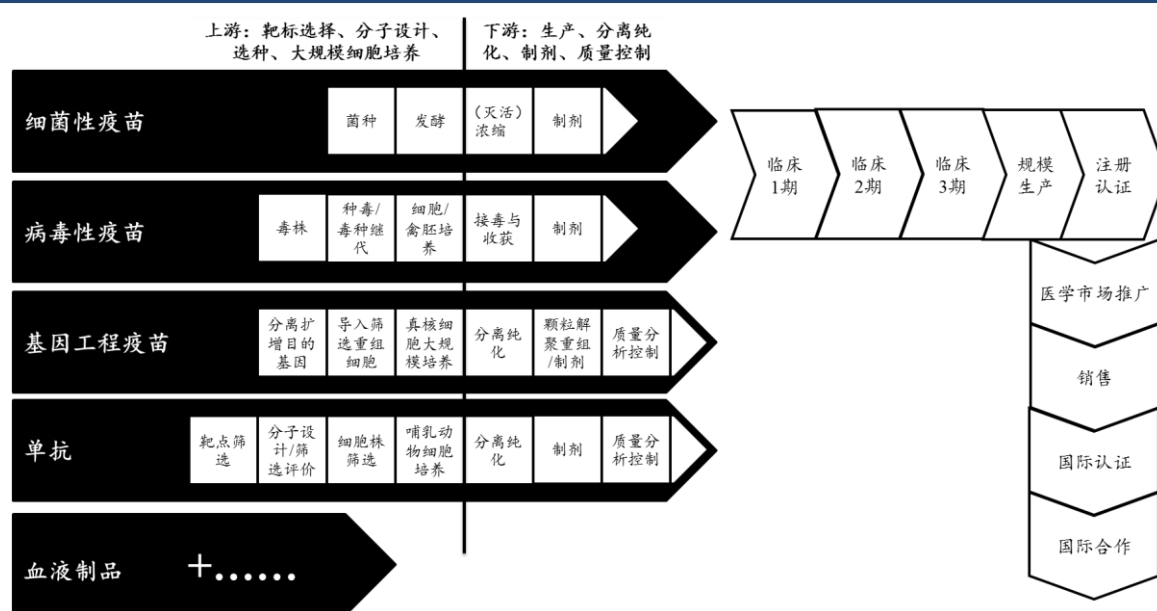 上游：靶标选择、分子设计、
选种、大规模细胞培养
下游：生产、分离纯
化、制剂、质量控制
细菌性疫苗
菌种
发酵
（灭活）
浓缩
制剂
病毒性疫苗
毒株
种毒/
毒种继
代
细胞/
禽胚培
养
接毒与
收获
制剂
基因工程疫苗
分离扩
增目的
基因
导入筛
选重组
细胞
真核细
胞大规
模培养
分离纯
化
颗粒解
聚重组
/制剂
质量分
析控制
单抗
靶点筛
选
分子设
计/筛
选评价
细胞株
筛选
哺乳动
物细胞
培养
分离纯
化
制剂
质量分
析控制
血液制品
+......
临床
1期
临床
2期
临床
3期
规模
生产
注册
认证
医学市场推广
销售
国际认证
国际合作